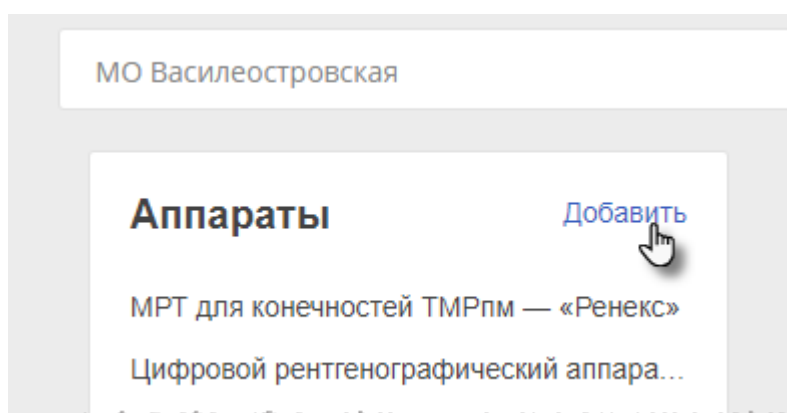 МО Василеостровская
Аппараты Добавить
МРТ для конечностей ТМРпм — «Ренекс»
Цифровой рентгенографический аппара...